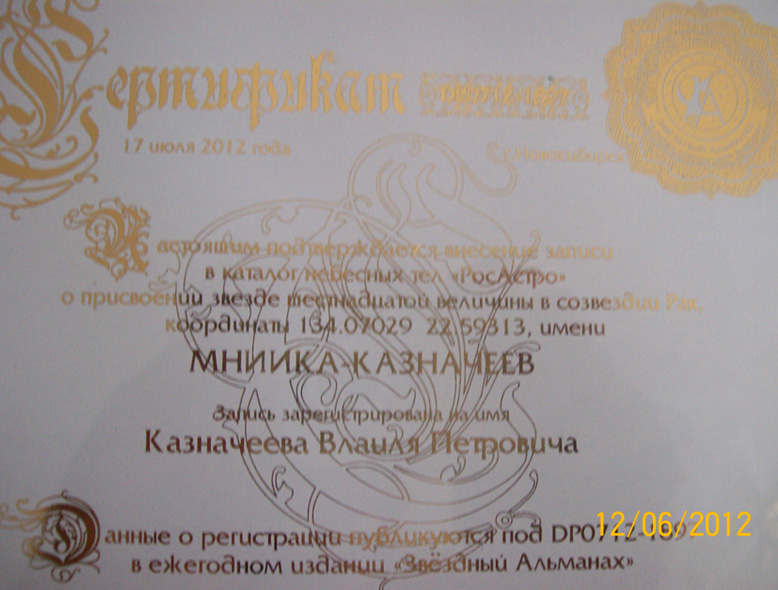 Сертификат
17 июля 2012 года
г.Новосибирск
Настоящим подтверждается внесение записи
в каталог небесных тел «РосАстро»
о присвоении звезде шестнадцатой величины в созвездии Рак,
координаты 134.07029 22.59313, имени
МНИИКА-КАЗНАЧЕЕВ
Запись зарегистрирована на имя
Казначеева Влаиля Петровича
Данные о регистрации публикуются под
12/06/2012
в ежегодном издании «Звёздный Альманах»